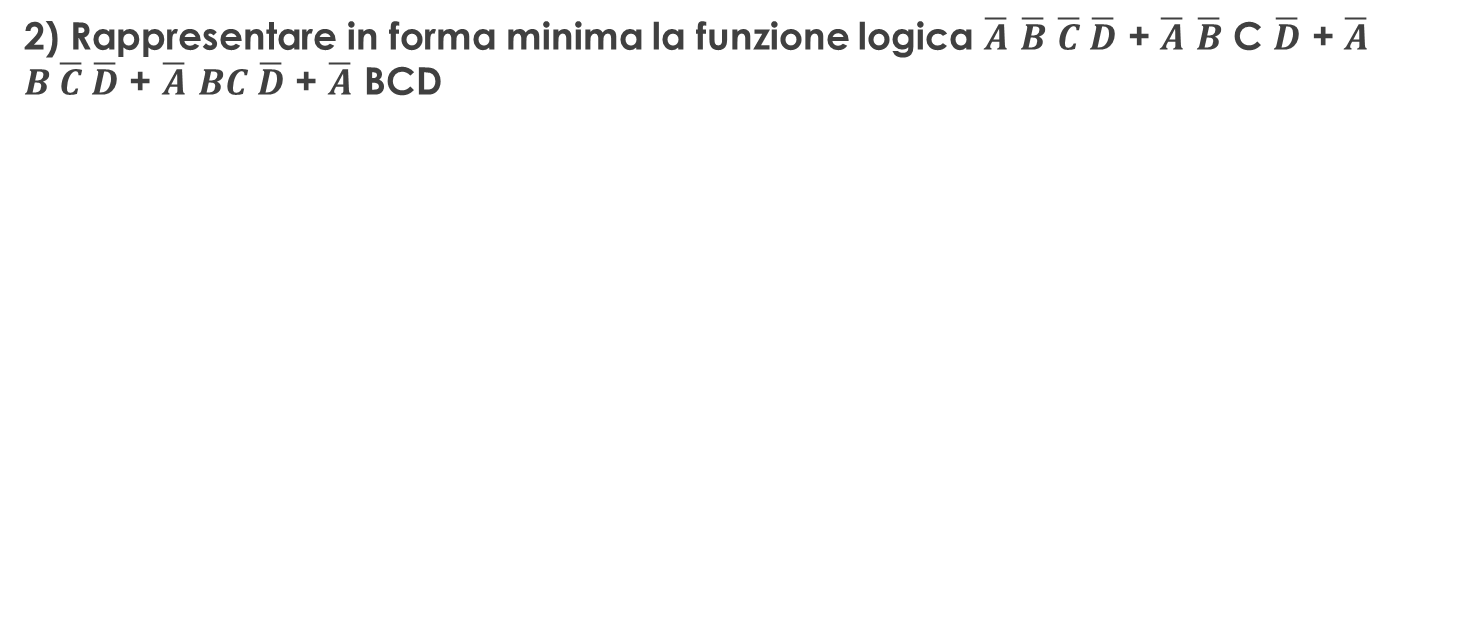 2) Rappresentare in forma minima la funzione logica A̅ B̅ C̅ D̅ + A̅ B̅ C D̅ + A̅
B C̅ D̅ + A̅ BC D̅ + A̅ BCD